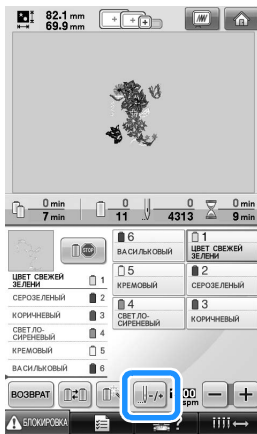 82.1 mm
69.9 mm
0 min
7 min
0
11
0
4313
0 min
9 min
STOP
6
ВАСИЛЬКОВЫЙ
1
ЦВЕТ СВЕЖЕЙ
ЗЕЛЕНИ
5
КРЕМОВЫЙ
2
СЕРОЗЕЛЕНЫЙ
4
СВЕТЛО-
СИРЕНЕВЫЙ
3
КОРИЧНЕВЫЙ
ЦВЕТ СВЕЖЕЙ
ЗЕЛЕНИ 1
СЕРОЗЕЛЕНЫЙ 2
КОРИЧНЕВЫЙ 3
СВЕТЛО-
СИРЕНЕВЫЙ 4
КРЕМОВЫЙ 5
ВАСИЛЬКОВЫЙ 6
ВОЗВРАТ
-/+
00
spm
- +
БЛОКИРОВКА
?